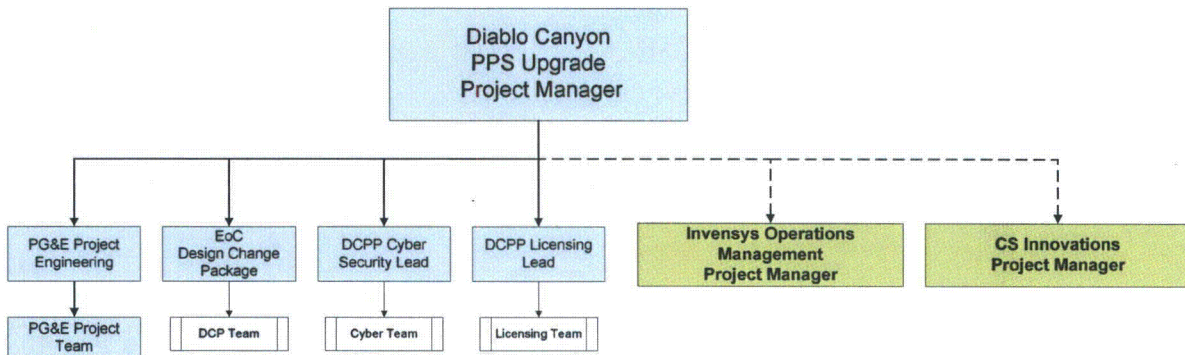 Diablo Canyon
PPS Upgrade
Project Manager
PG&E Project
Engineering
EoC
Design Change
Package
DCPP Cyber
Security Lead
DCPP Licensing
Lead
Invensys Operations
Management
Project Manager
CS Innovations
Project Manager
PG&E Project
Team
DCP Team
Cyber Team
Licensing Team